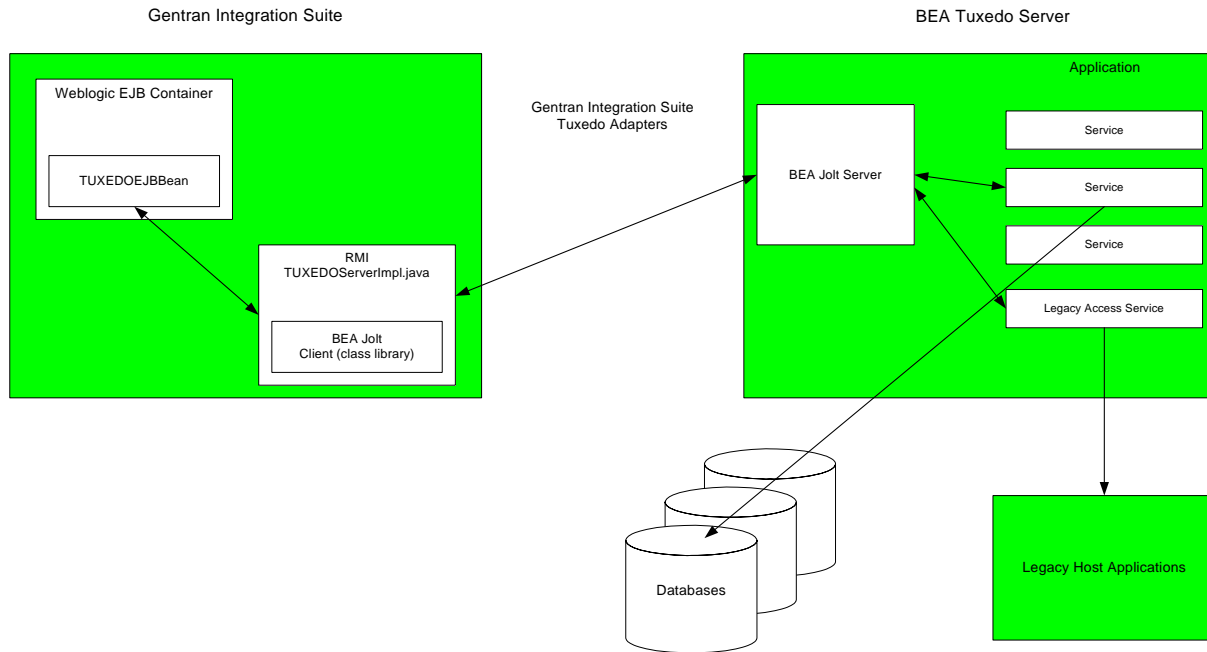 Gentran Integration Suite
BEA Tuxedo Server
Weblogic EJB Container
TUXEDOEJBBean
RMI
TUXEDOServerImpl.java
BEA Jolt
Client (class library)
Gentran Integration Suite
Tuxedo Adapters
Application
BEA Jolt Server
Service
Service
Service
Legacy Access Service
Databases
Legacy Host Applications